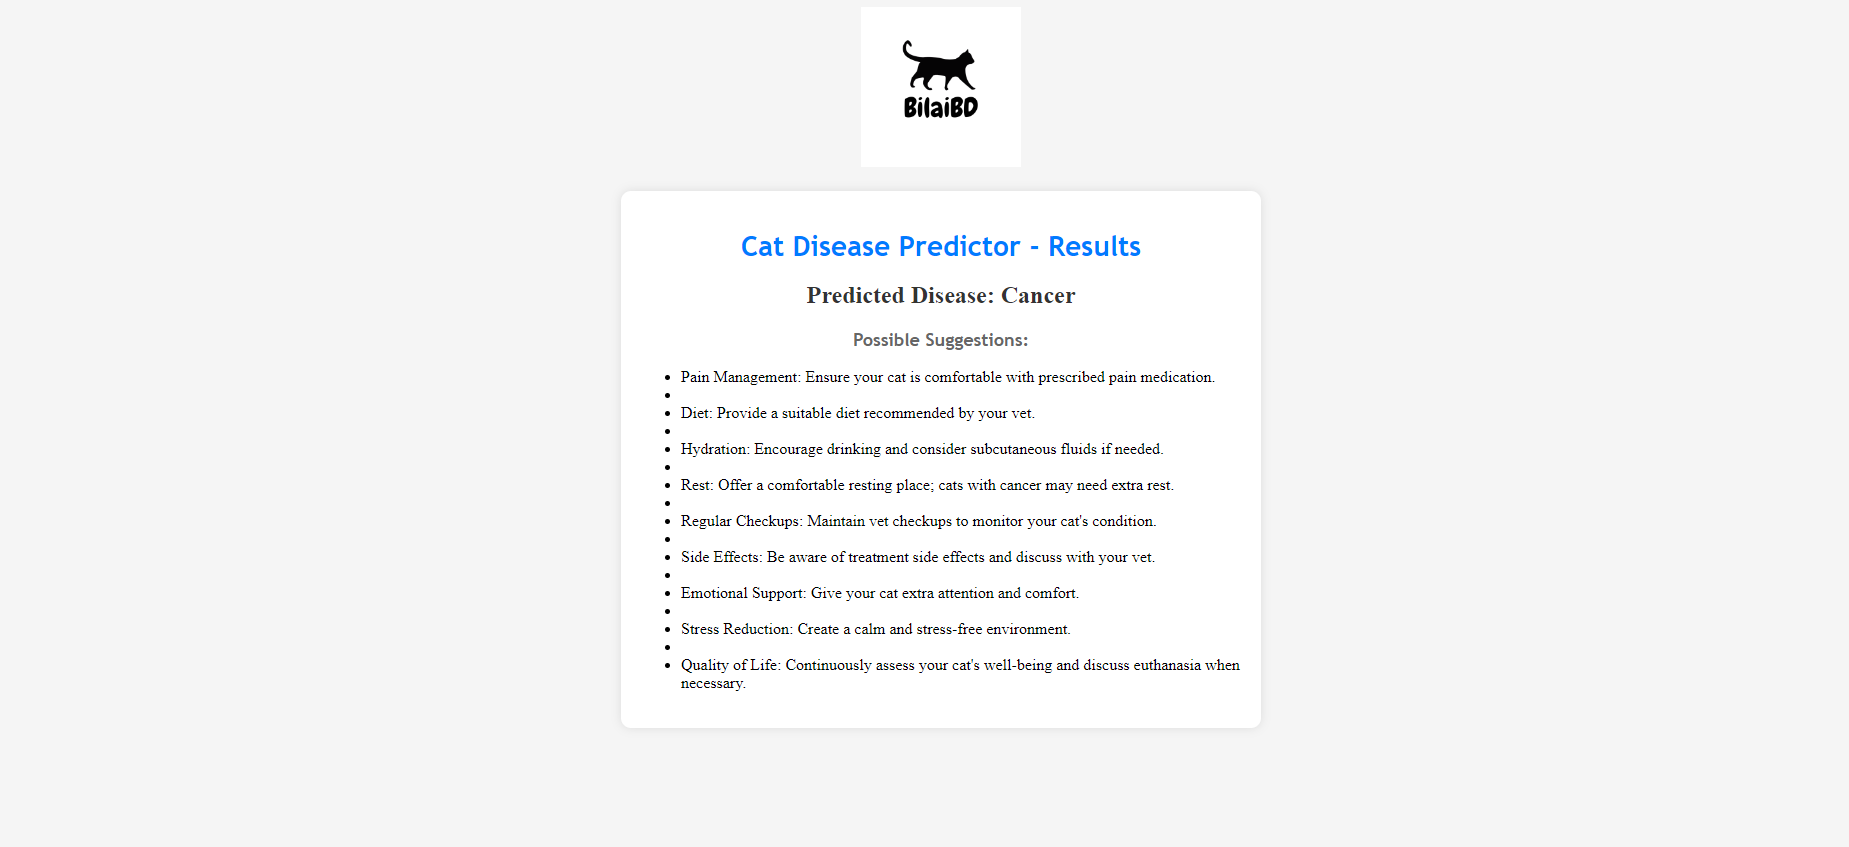 BilaiBD
Cat Disease Predictor - Results
Predicted Disease: Cancer
Possible Suggestions:
• Pain Management: Ensure your cat is comfortable with prescribed pain medication.
•
• Diet: Provide a suitable diet recommended by your vet.
•
• Hydration: Encourage drinking and consider subcutaneous fluids if needed.
•
• Rest: Offer a comfortable resting place; cats with cancer may need extra rest.
•
• Regular Checkups: Maintain vet checkups to monitor your cat's condition.
•
• Side Effects: Be aware of treatment side effects and discuss with your vet.
•
• Emotional Support: Give your cat extra attention and comfort.
•
• Stress Reduction: Create a calm and stress-free environment.
•
• Quality of Life: Continuously assess your cat's well-being and discuss euthanasia when
necessary.